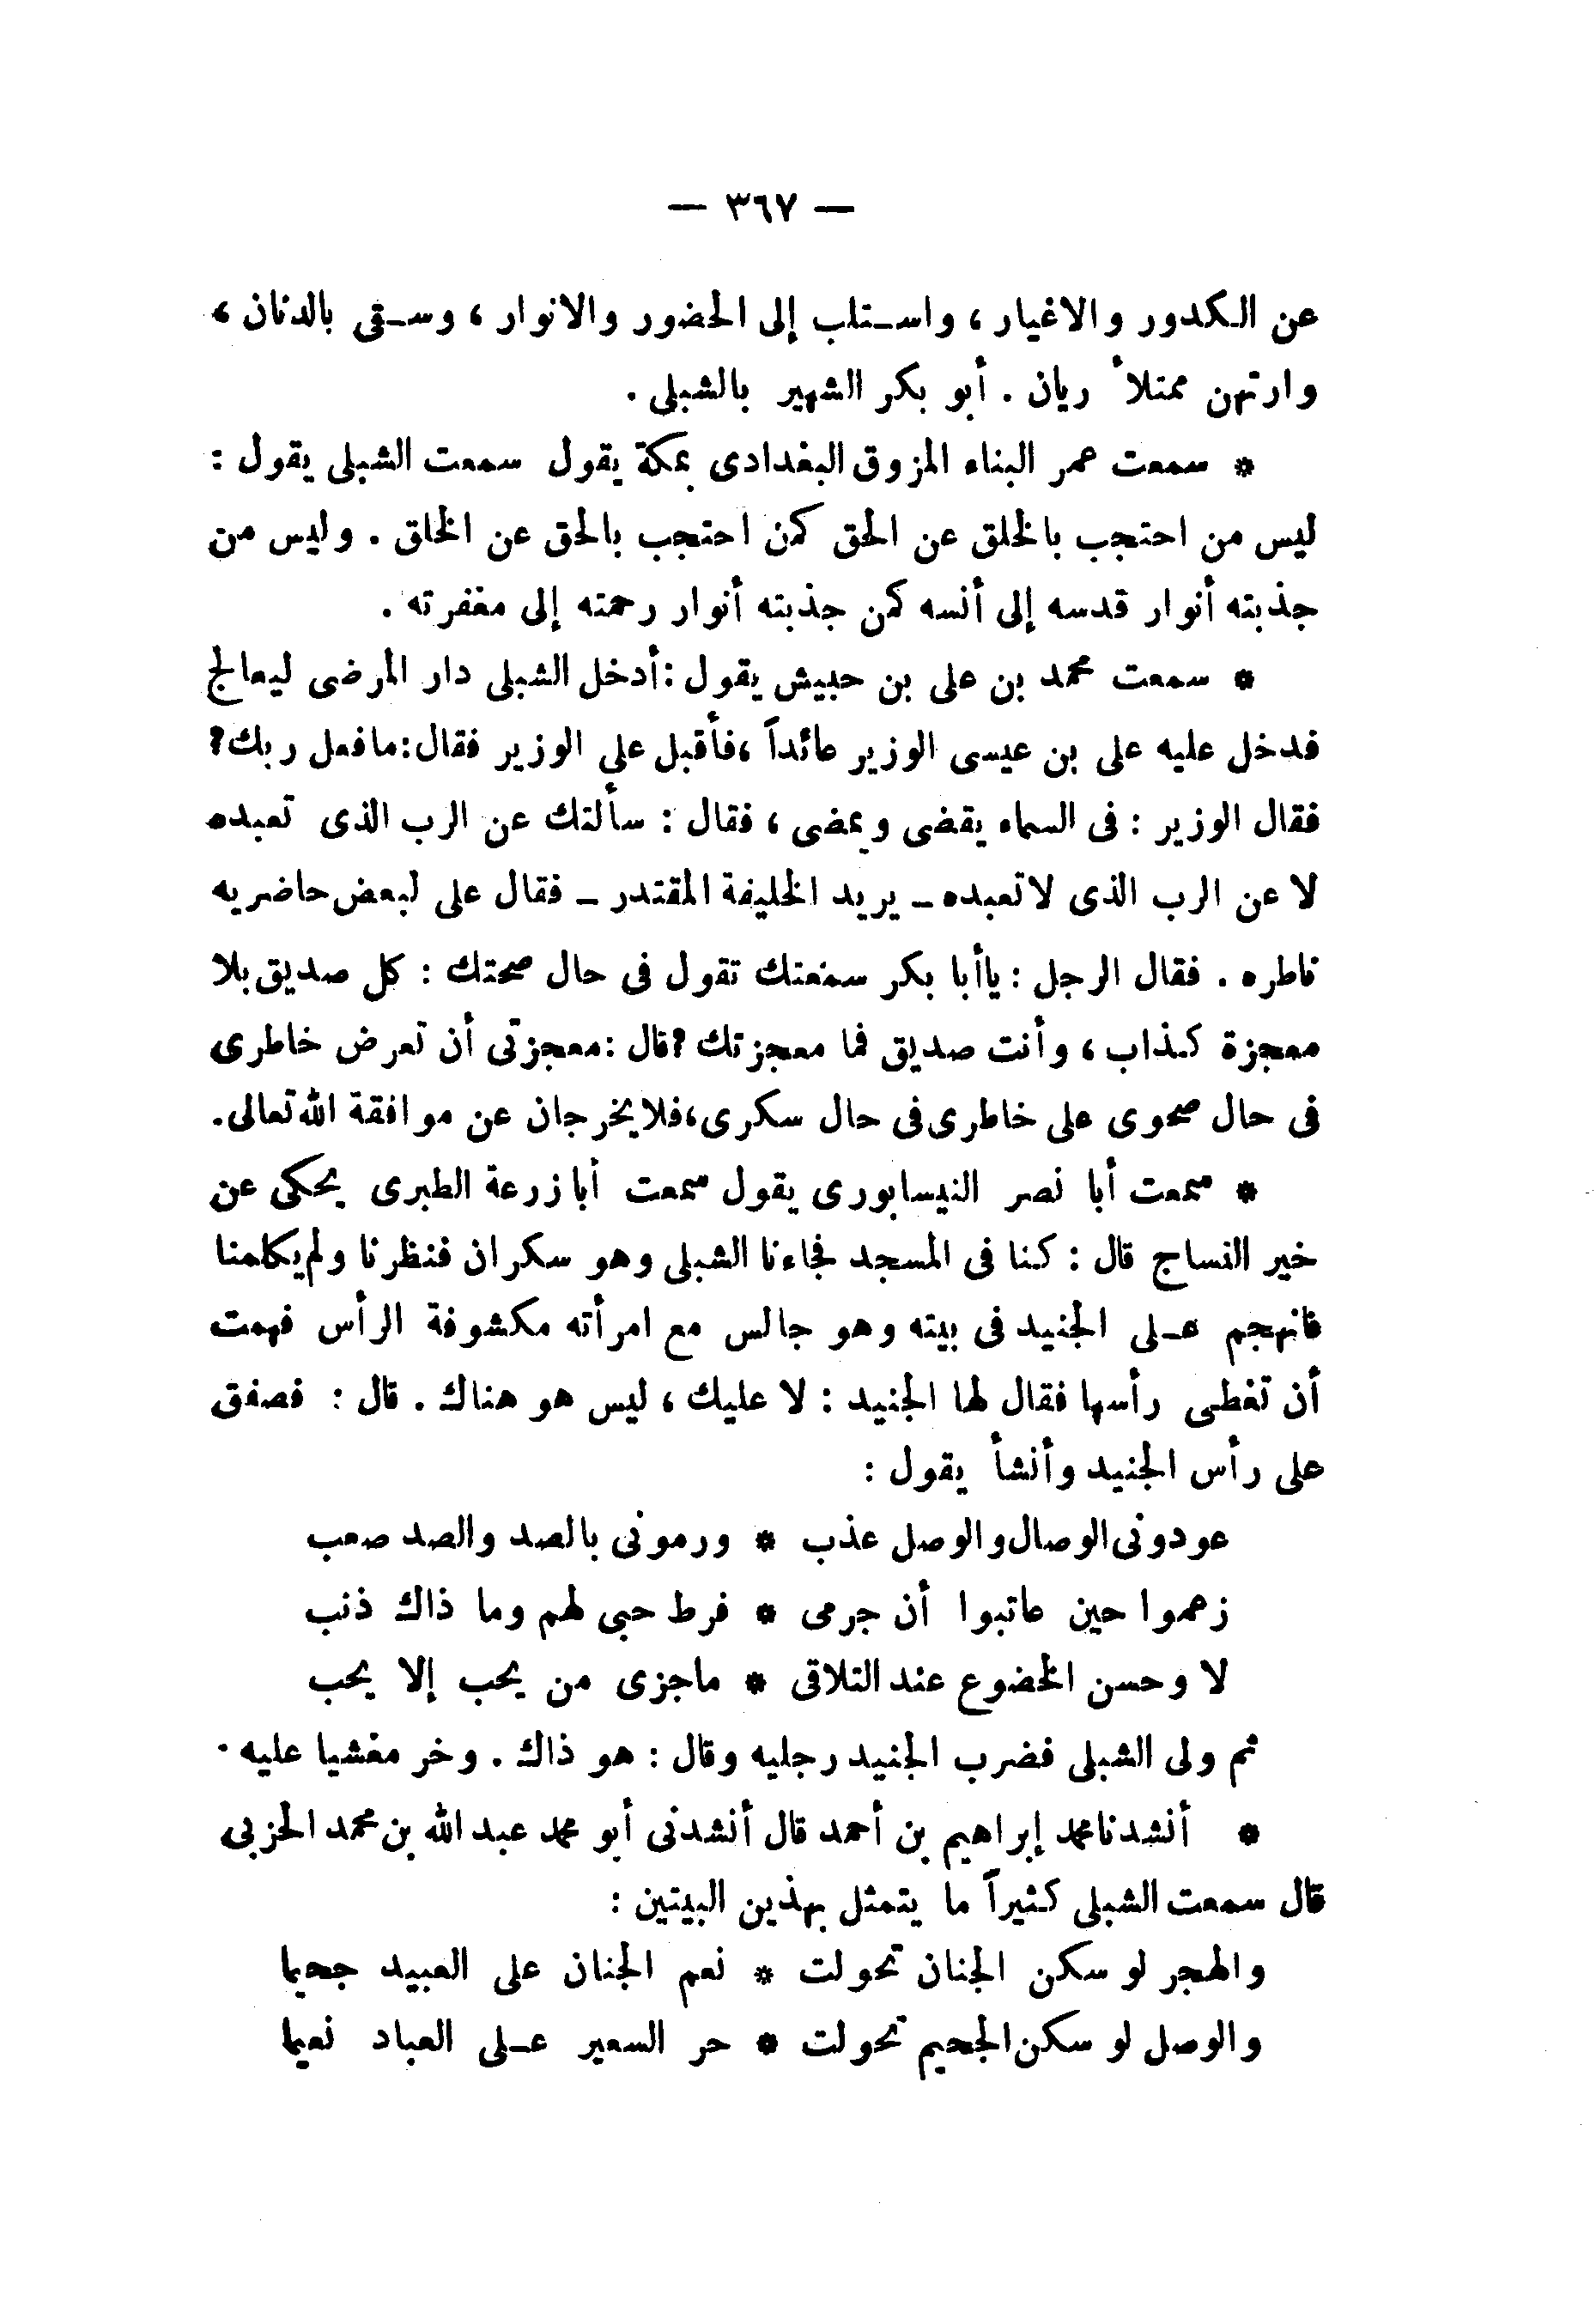 — ٣٦٧ —
عن الكدور والاغيار ، واستلب إلى الحضور والانوار ، وسقى بالدنان ،
وارتهن ممتلأ ريان . أبو بكر الشهير بالشبلى .
* سمعت عمر البناء المزوق البغدادى بمكة يقول سمعت الشبلى يقول :
ليس من احتجب بالخلق عن الحق كمن احتجب بالحق عن الخلق . وليس من
جذبته أنوار قدسه إلى أنسه كمن جذبته أنوار رحمته إلى مغفرته .
* سمعت محمد بن على بن حبيش يقول : أدخل الشبلى دار المرضى ليعالج
فدخل عليه على بن عيسى الوزير عائداً ، فأقبل على الوزير فقال : ما فعل ربك ؟
فقال الوزير : فى السماء يقضى ويمضى ، فقال : سألتك عن الرب الذى تعبده
لا عن الرب الذى لا تعبده ــ يريد الخليفة المقتدر ــ فقال على لبعض حاضريه
ناطره . فقال الرجل : يا أبا بكر سمعتك تقول فى حال صحتك : كل صديق بلا
معجزة كذاب ، وأنت صديق فما معجزتك ؟ قال : معجزتى أن تعرض خاطرى
فى حال صحوى على خاطرى فى حال سكرى ، فلا يخرجان عن موافقة الله تعالى .
* سمعت أبا نصر النيسابورى يقول سمعت أبا زرعة الطبرى يحكى عن
خير النساج قال : كنا فى المسجد فجاءنا الشبلى وهو سكران فنظرنا ولم يكلمنا
فانهجم على الجنيد فى بيته وهو جالس مع امرأته مكشوفة الرأس فهمت
أن تغطى رأسها فقال لها الجنيد : لا عليك ، ليس هو هناك . قال : فصفق
على رأس الجنيد وأنشأ يقول :
عودونى الوصال والوصل عذب * ورمونى بالصد والصد صعب
زعموا حين عاتبوا أن جرمى * فرط حبى لهم وما ذاك ذنب
لا وحسن الخضوع عند التلاقى * ما جزى من يحب إلا يحب
ثم ولى الشبلى فضرب الجنيد رجليه وقال : هو ذاك . وخر مغشيا عليه .
* أنشدنا محمد إبراهيم بن أحمد قال أنشدنى أبو محمد عبد الله بن محمد الحزبى
قال سمعت الشبلى كثيراً ما يتمثل بهذين البيتين :
والهجر لو سكن الجنان تحولت * نعم الجنان على العبيد جحيما
والوصل لو سكن الجحيم تحولت * حر السعير على العباد نعيما